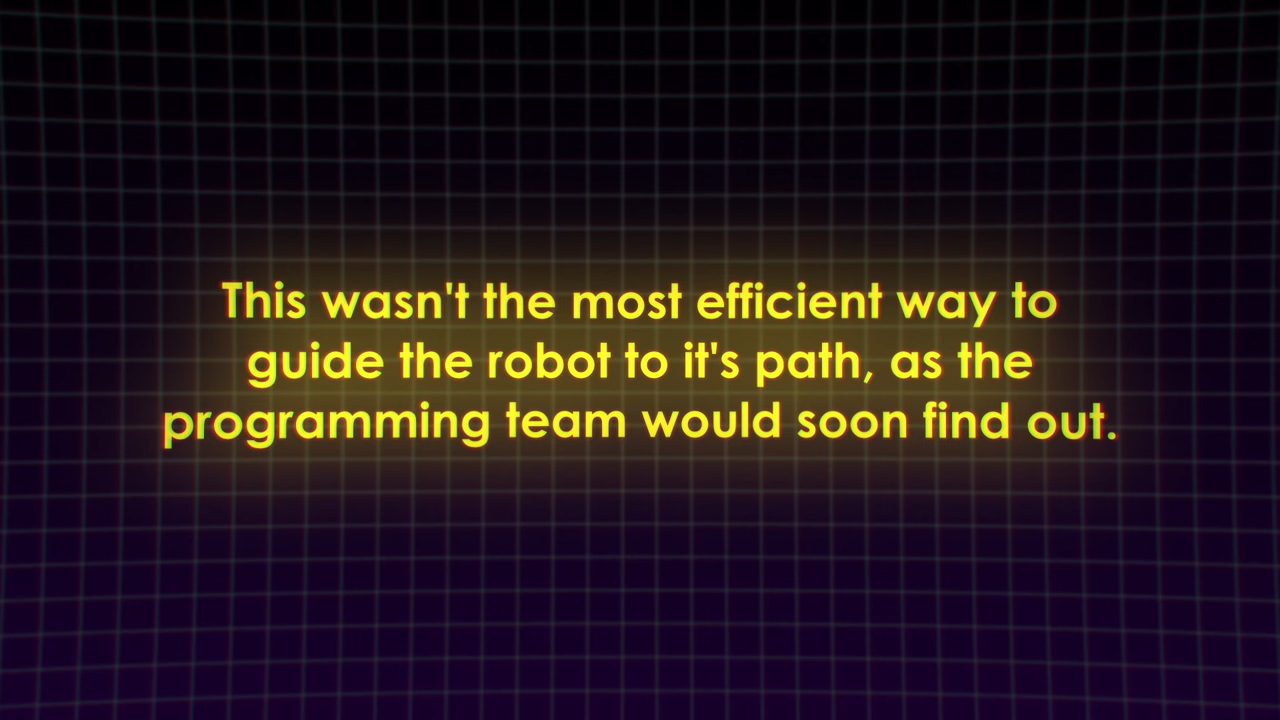 This wasn't the most efficient way to
guide the robot to it's path, as the
programming team would soon find out.